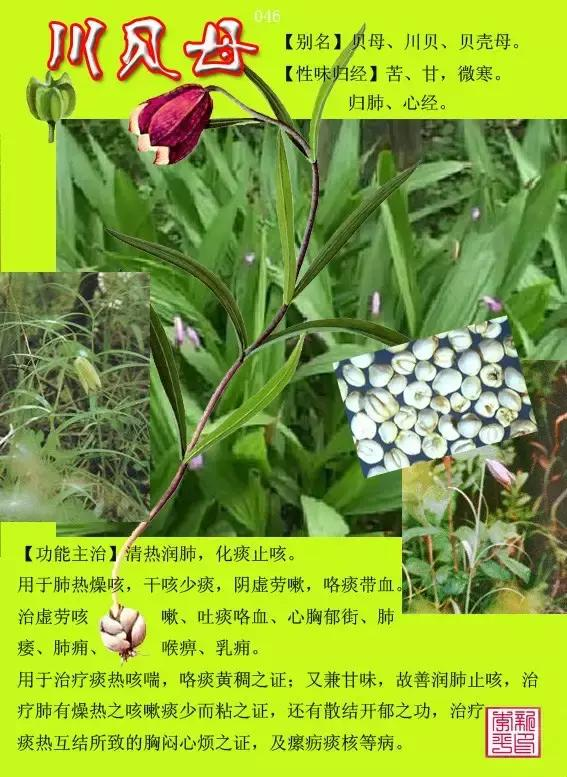 046
川贝母
【别名】贝母、川贝、贝壳母。
【性味归经】苦、甘，微寒。
归肺、心经。
【功能主治】清热润肺，化痰止咳。
用于肺热燥咳，干咳少痰，阴虚劳嗽，咯痰带血。
治虚劳咳 嗽、吐痰咯血、心胸郁街、肺
痿、肺痈、 喉痹、乳痈。
用于治疗痰热咳喘，咯痰黄稠之证；又兼甘味，故善润肺止咳，治
疗肺有燥热之咳嗽痰少而粘之证，还有散结开郁之功，治疗
痰热互结所致的胸闷心烦之证，及瘰疬痰核等病。